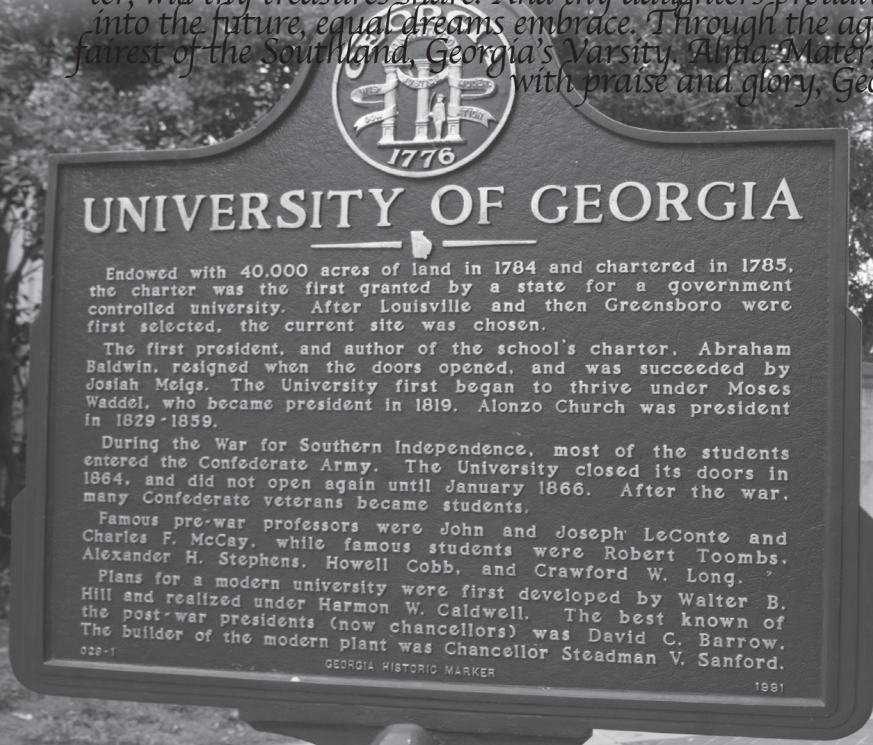 into the future, equal dreams embrace. Through the ag
fairest of the Southland, Georgia's Varsity. Alma Mater,
with praise and glory, Geo
1776
UNIVERSITY OF GEORGIA
Endowed with 40,000 acres of land in 1784 and chartered in 1785,
the charter was the first granted by a state for a government
controlled university. After Louisville and then Greensboro were
first selected, the current site was chosen.
The first president, and author of the school's charter, Abraham
Baldwin, resigned when the doors opened, and was succeeded by
Josiah Meigs. The University first began to thrive under Moses
Waddel, who became president in 1819. Alonzo Church was president
in 1829-1859.
During the War for Southern Independence, most of the students
entered the Confederate Army. The University closed its doors in
1864, and did not open again until January 1866. After the war,
many Confederate veterans became students.
Famous pre-war professors were John and Joseph LeConte and
Charles F. McCay, while famous students were Robert Toombs,
Alexander H. Stephens, Howell Cobb, and Crawford W. Long.
Plans for a modern university were first developed by Walter B.
Hill and realized under Harmon W. Caldwell. The best known of
the post-war presidents (now chancellors) was David C. Barrow.
The builder of the modern plant was Chancellor Steadman V. Sanford.
029-1
GEORGIA HISTORIC MARKER
1991